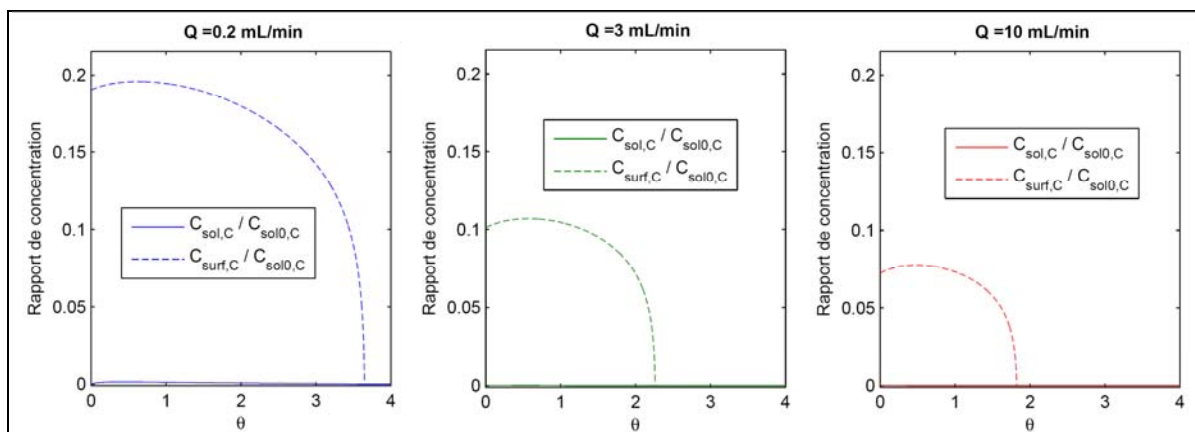 Q =0.2 mL/min
Rapport de concentration
0.2
0.15
0.1
0.05
0
C_sol,C / C_sol0,C
C_surf,C / C_sol0,C
0 1 2 3 4
θ
Q =3 mL/min
Rapport de concentration
0.2
0.15
0.1
0.05
0
C_sol,C / C_sol0,C
C_surf,C / C_sol0,C
0 1 2 3 4
θ
Q =10 mL/min
Rapport de concentration
0.2
0.15
0.1
0.05
0
C_sol,C / C_sol0,C
C_surf,C / C_sol0,C
0 1 2 3 4
θ